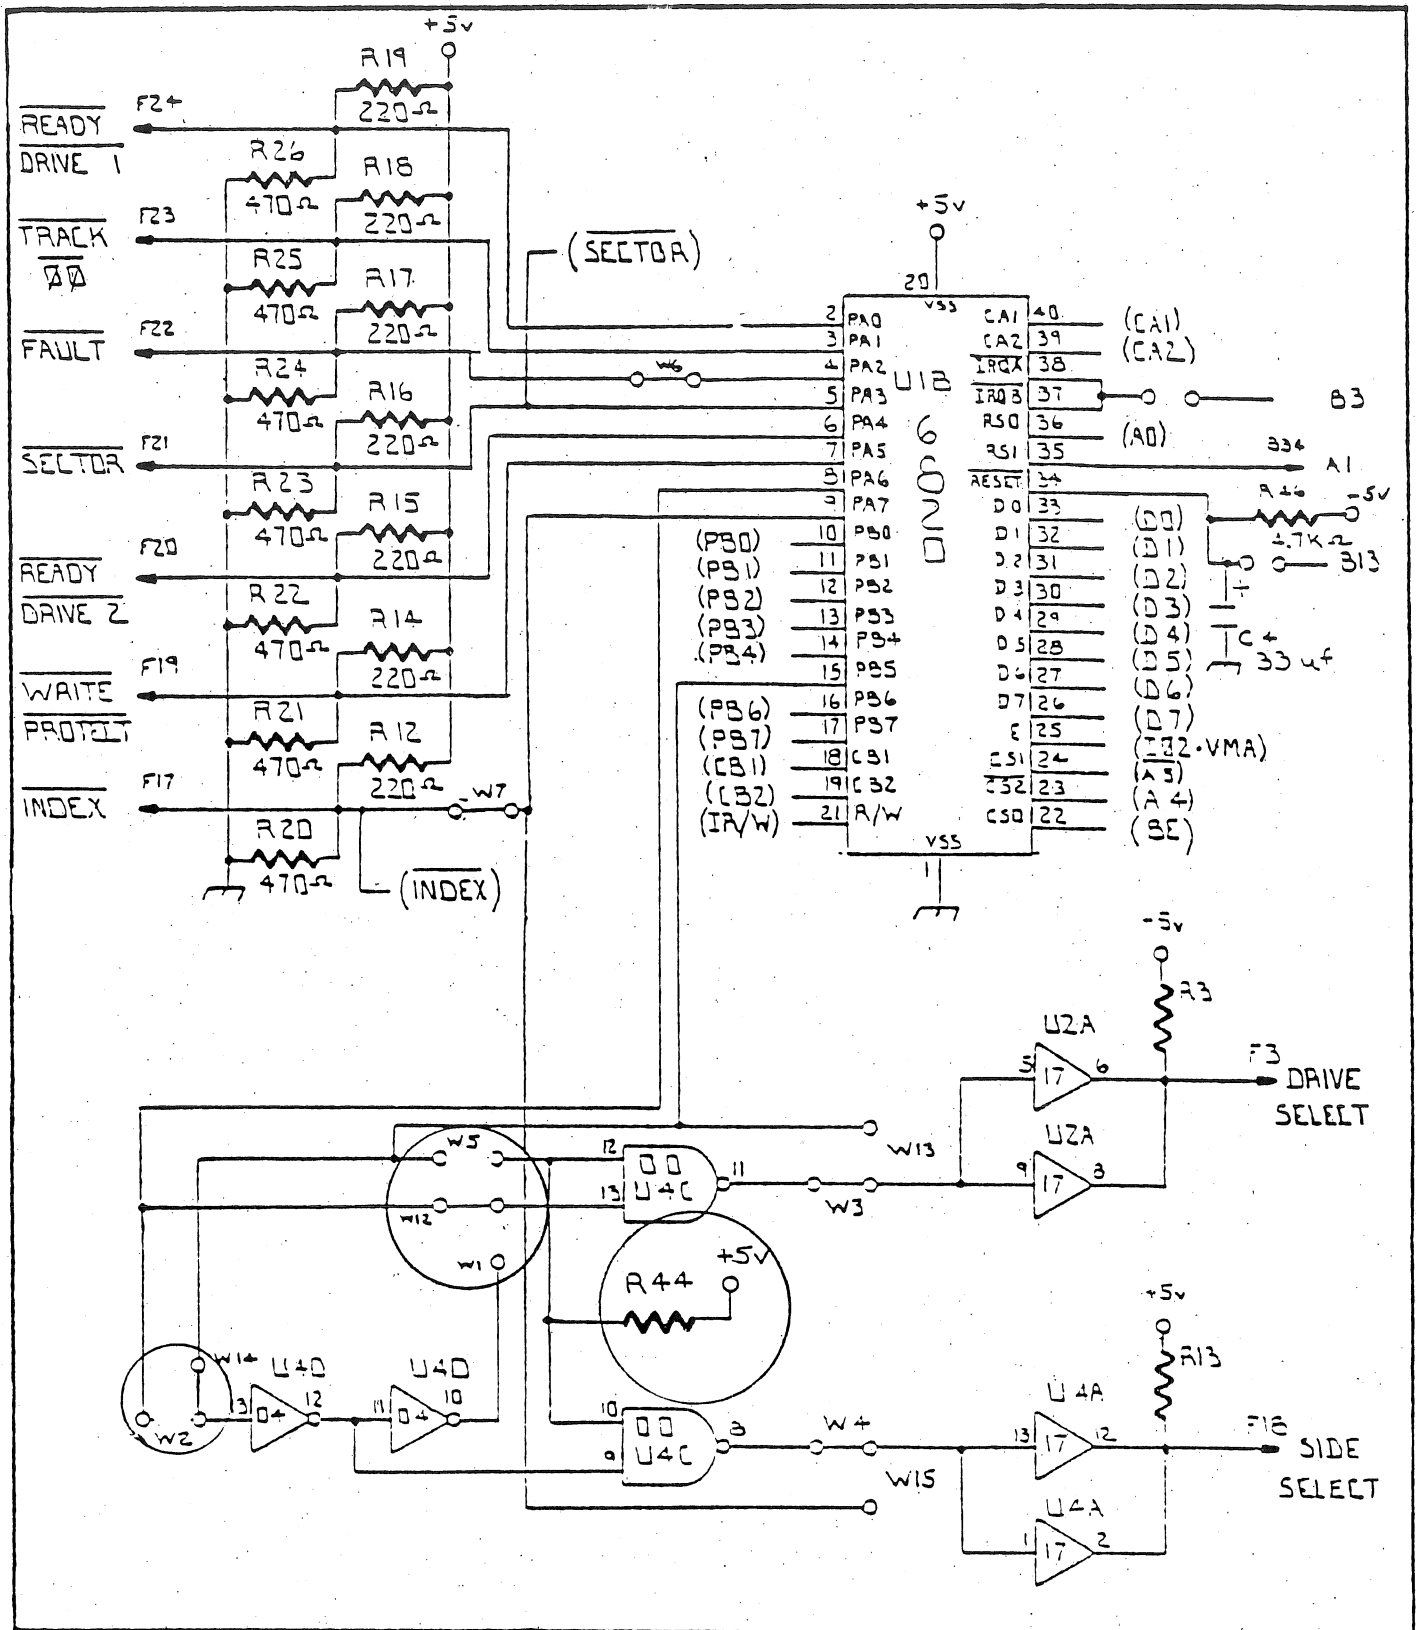 +5v
R19
220Ω
F24
READY
DRIVE 1
R26
470Ω
R18
220Ω
F23
TRACK
00
R25
470Ω
R17
220Ω
F22
FAULT
R24
470Ω
R16
220Ω
F21
SECTOR
R23
470Ω
R15
220Ω
F20
READY
DRIVE 2
R22
470Ω
R14
220Ω
F19
WRITE
PROTECT
R21
470Ω
R12
220Ω
F17
INDEX
R20
470Ω
W7
(INDEX)
(SECTOR)
W6
+5v
20
VSS
U1B
6820
2 PA0
3 PA1
4 PA2
5 PA3
6 PA4
7 PA5
8 PA6
9 PA7
(PB0) 10 PB0
(PB1) 11 PB1
(PB2) 12 PB2
(PB3) 13 PB3
(PB4) 14 PB4
15 PB5
(PB6) 16 PB6
(PB7) 17 PB7
(CB1) 18 CB1
(CB2) 19 CB2
(IR/W) 21 R/W
CA1 40 (CA1)
CA2 39 (CA2)
IRQA 38
IRQB 37 B3
RS0 36 (A0)
RS1 35 A1
RESET 34
D0 33 (D0)
D1 32 (D1)
D2 31 (D2)
D3 30 (D3)
D4 29 (D4)
D5 28 (D5)
D6 27 (D6)
D7 26 (D7)
E 25 (IØ2·VMA)
CS1 24 (A3)
CS2 23 (A4)
CS0 22 (BE)
VSS
1
R46
-5v
4.7KΩ
B13
+
C4
33uf
-5v
R3
U2A
5 17 6
F3
DRIVE
SELECT
U2A
9 17 8
W13
W5
12
00
U4C
11
13
W12
W3
W1
R44
+5v
W14
W2
U4D
13 04 12
U4D
11 04 10
10
00
U4C
8
9
W4
W15
+5v
R13
U4A
13 17 12
F18
SIDE
SELECT
U4A
1 17 2